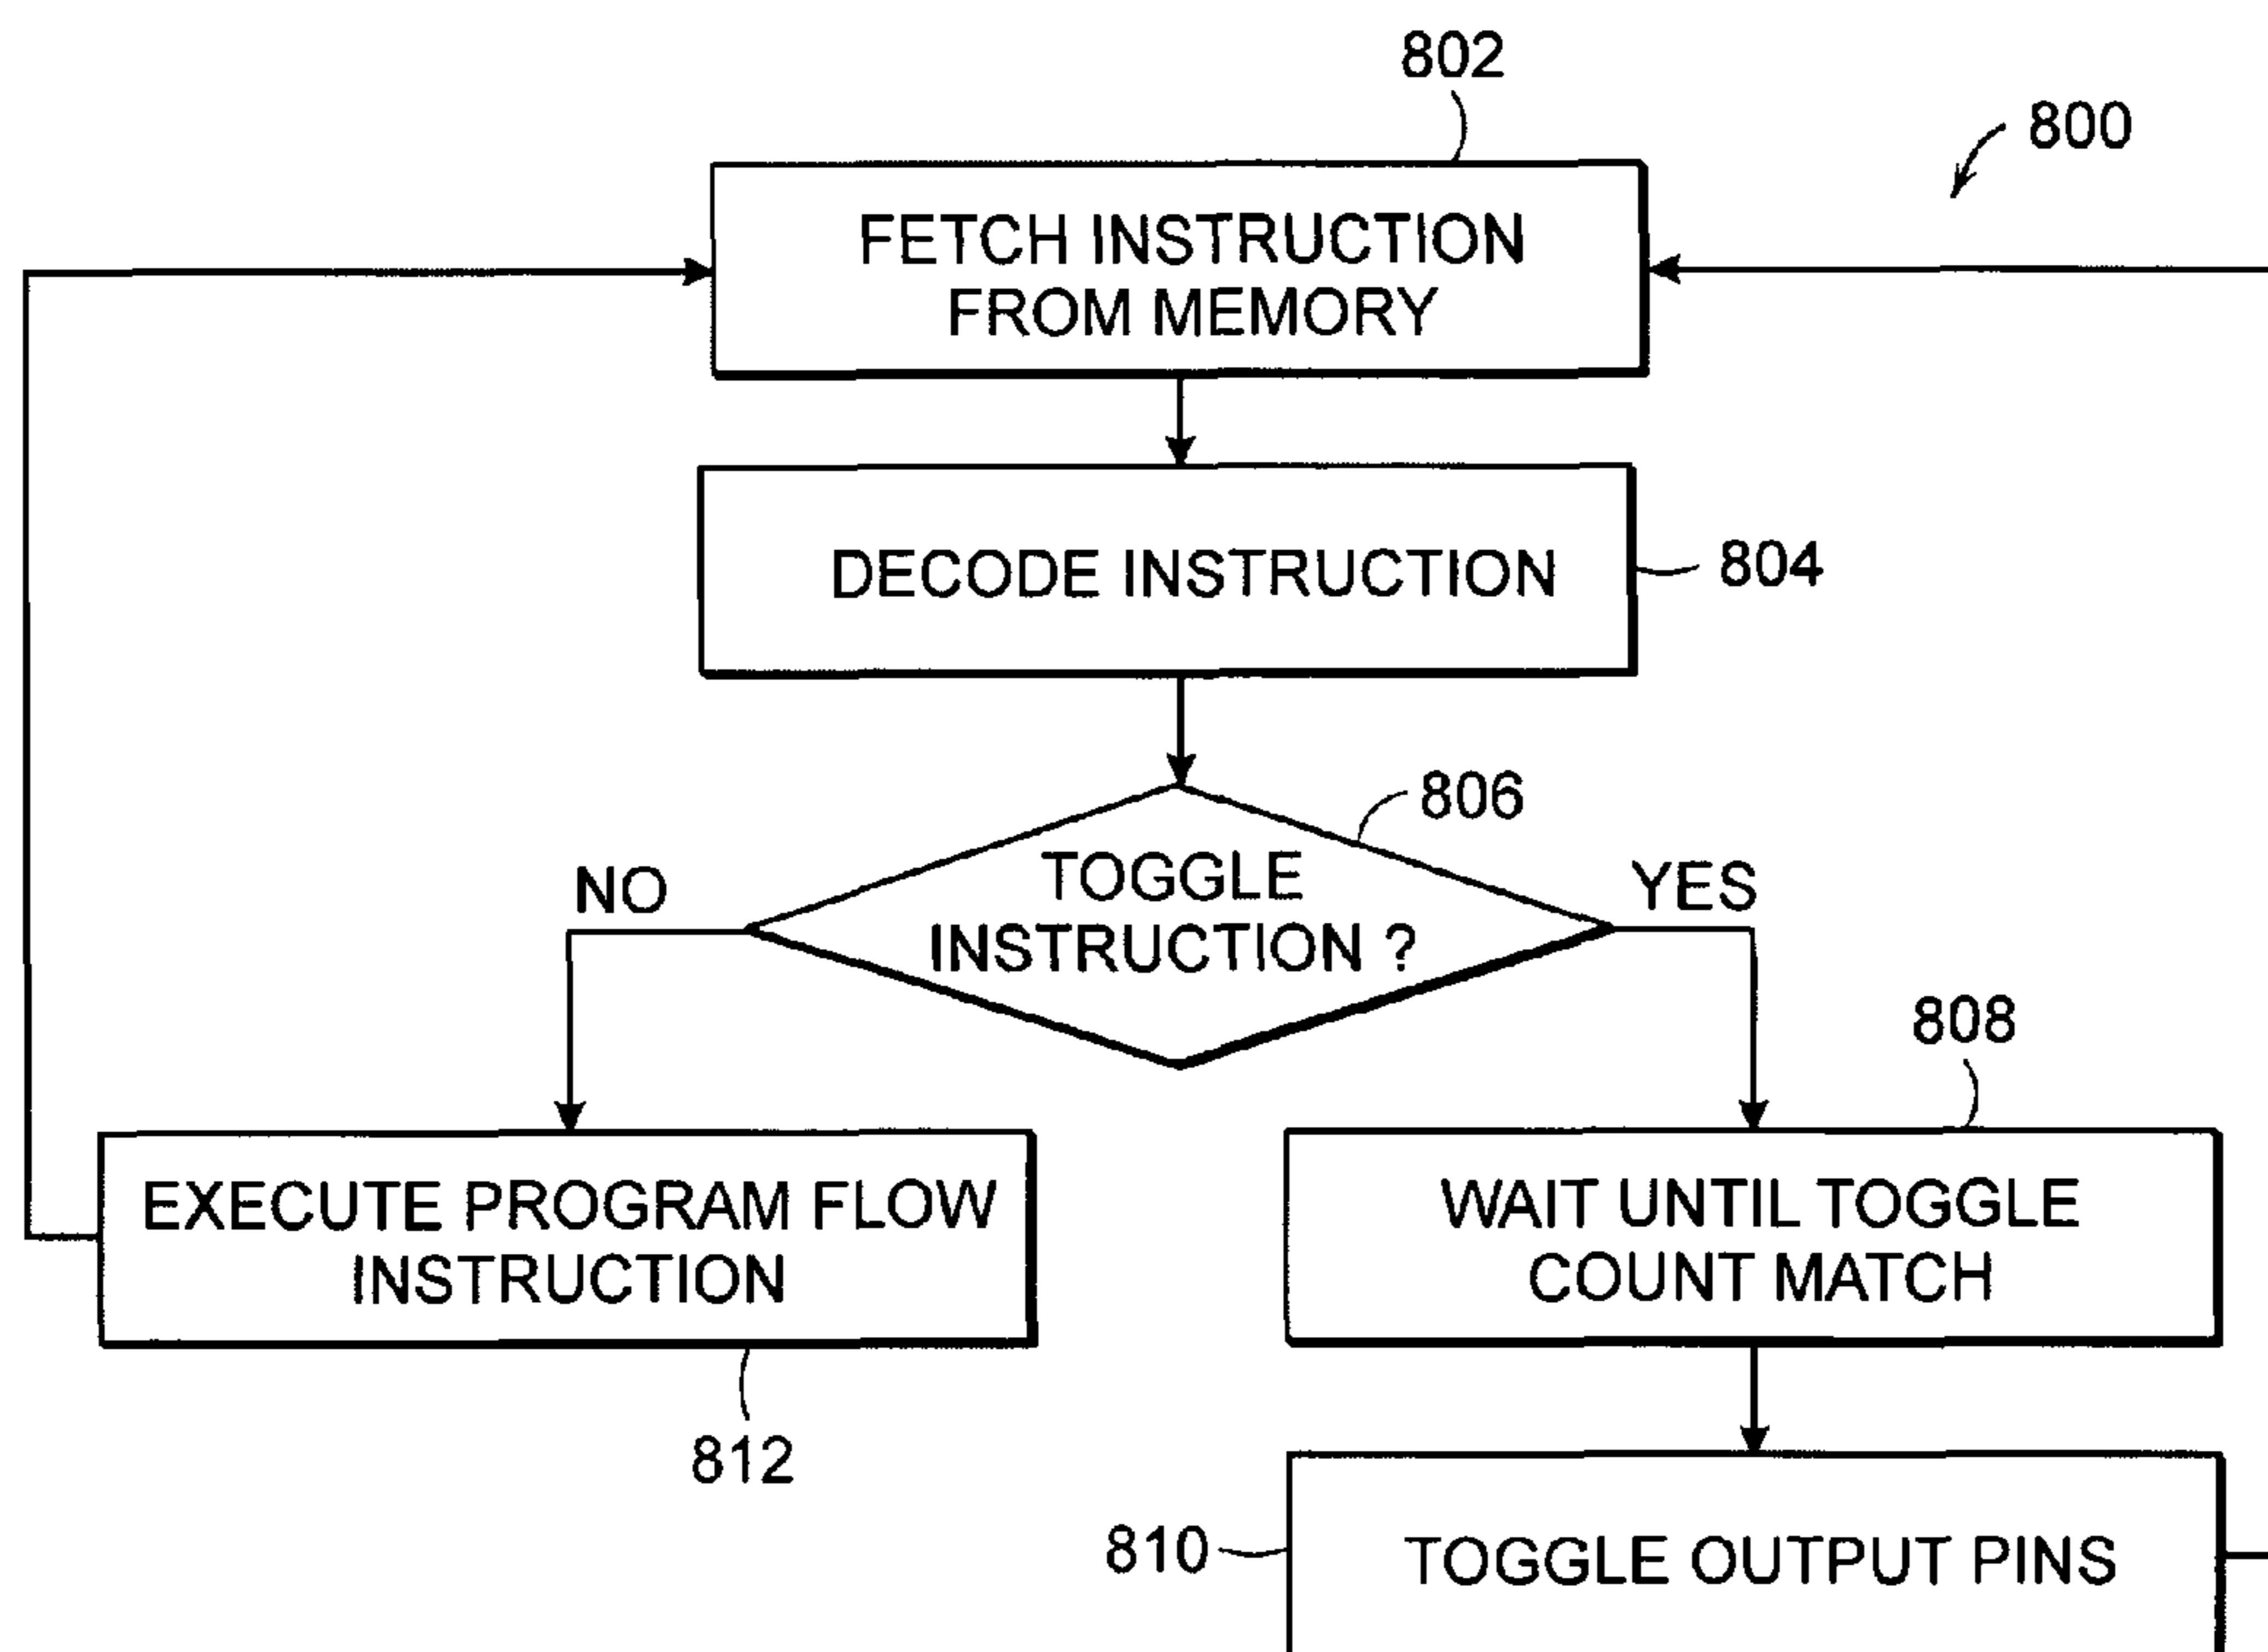 802
800
FETCH INSTRUCTION
FROM MEMORY
DECODE INSTRUCTION
804
806
TOGGLE
INSTRUCTION ?
NO
YES
808
EXECUTE PROGRAM FLOW
INSTRUCTION
WAIT UNTIL TOGGLE
COUNT MATCH
812
810
TOGGLE OUTPUT PINS